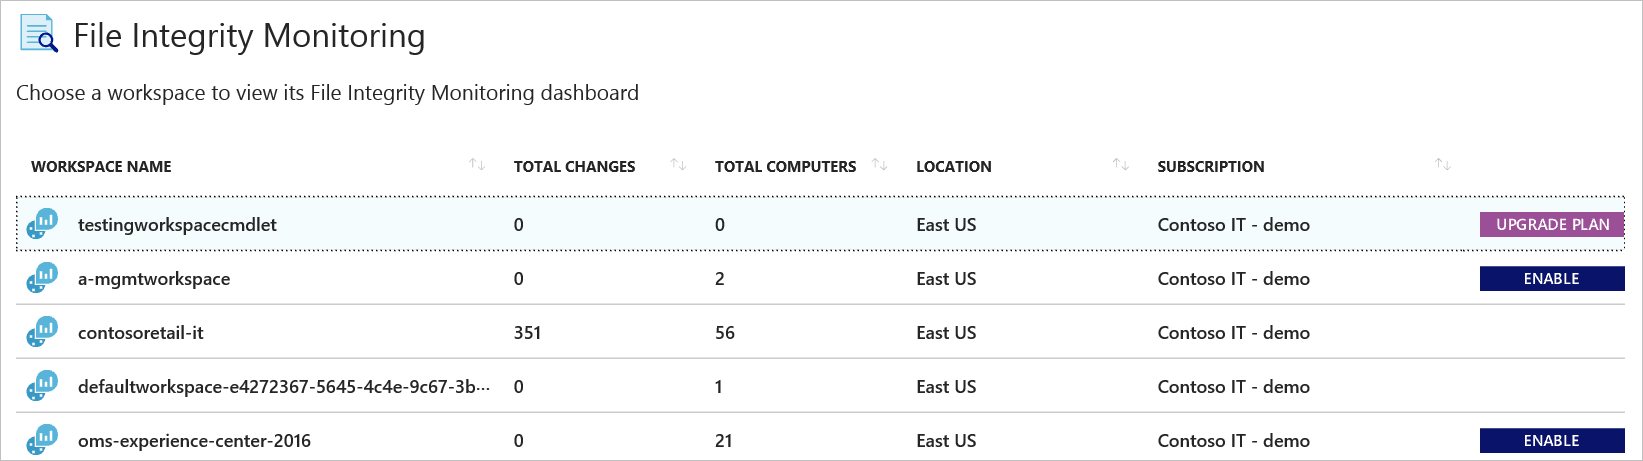 File Integrity Monitoring
Choose a workspace to view its File Integrity Monitoring dashboard
WORKSPACE NAME TOTAL CHANGES TOTAL COMPUTERS LOCATION SUBSCRIPTION
testingworkspacecmdlet 0 0 East US Contoso IT - demo UPGRADE PLAN
a-mgmtworkspace 0 2 East US Contoso IT - demo ENABLE
contosoretail-it 351 56 East US Contoso IT - demo
defaultworkspace-e4272367-5645-4c4e-9c67-3b... 0 1 East US Contoso IT - demo
oms-experience-center-2016 0 21 East US Contoso IT - demo ENABLE